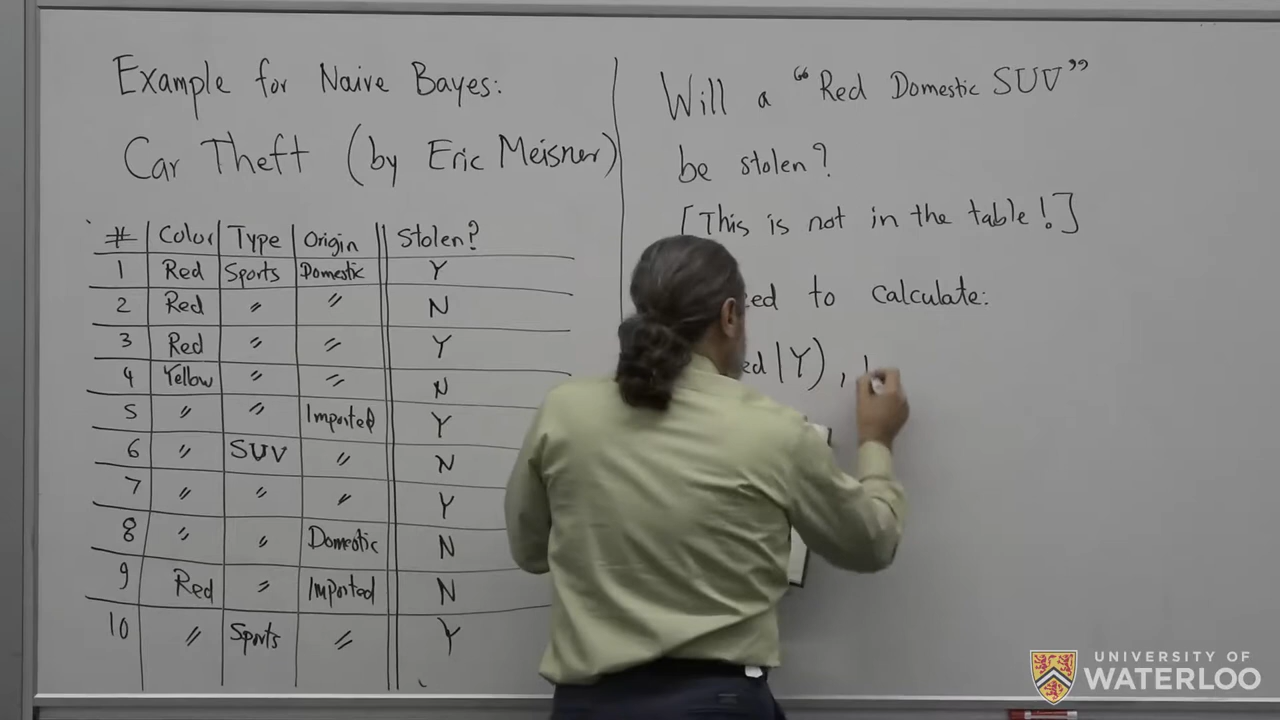 Example for Naive Bayes:
Car Theft (by Eric Meisner)
# Color Type Origin Stolen?
1 Red Sports Domestic Y
2 Red " " N
3 Red " " Y
4 Yellow " " N
5 " " Imported Y
6 " SUV " N
7 " " " Y
8 " " Domestic N
9 Red " Imported N
10 " Sports " Y
Will a "Red Domestic SUV"
be stolen?
[This is not in the table!]
to calculate:
|Y),
UNIVERSITY OF
WATERLOO